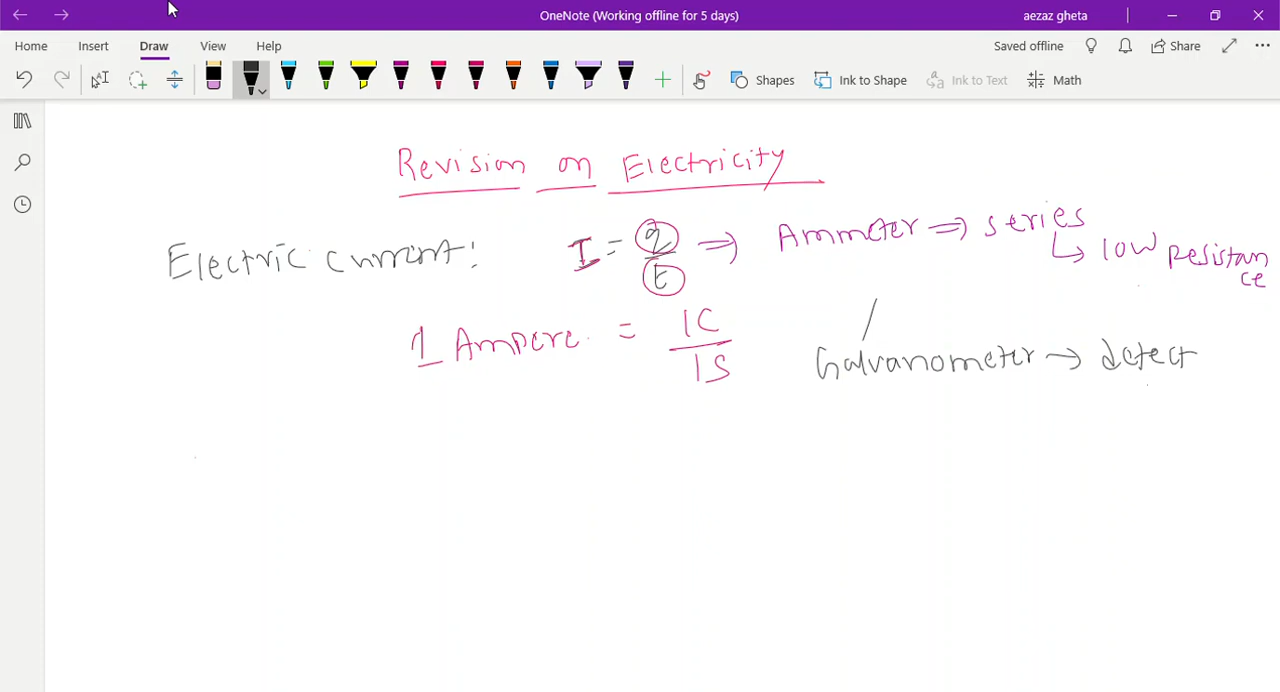 OneNote (Working offline for 5 days)
aezaz gheta
Home Insert Draw View Help
Saved offline
Share
Shapes
Ink to Shape
Ink to Text
Math
Revision on Electricity
Electric current: I = q/t ⇒ Ammeter ⇒ series
↳ low Resistan
ce
1 Ampere = 1C/1S
Galvanometer → detect